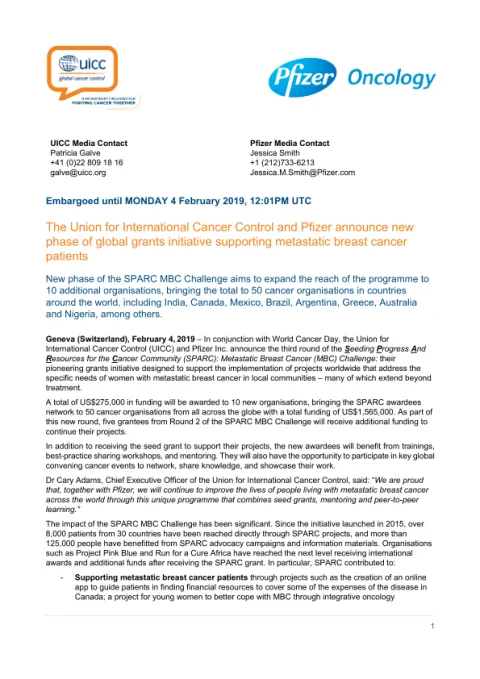 uicc
global cancer control
A MEMBERSHIP ORGANISATION
FIGHTING CANCER TOGETHER
Pfizer Oncology
UICC Media Contact
Patricia Galve
+41 (0)22 809 18 16
galve@uicc.org
Pfizer Media Contact
Jessica Smith
+1 (212)733-6213
Jessica.M.Smith@Pfizer.com
Embargoed until MONDAY 4 February 2019, 12:01PM UTC
The Union for International Cancer Control and Pfizer announce new
phase of global grants initiative supporting metastatic breast cancer
patients
New phase of the SPARC MBC Challenge aims to expand the reach of the programme to
10 additional organisations, bringing the total to 50 cancer organisations in countries
around the world, including India, Canada, Mexico, Brazil, Argentina, Greece, Australia
and Nigeria, among others.
Geneva (Switzerland), February 4, 2019 – In conjunction with World Cancer Day, the Union for
International Cancer Control (UICC) and Pfizer Inc. announce the third round of the Seeding Progress And
Resources for the Cancer Community (SPARC): Metastatic Breast Cancer (MBC) Challenge: their
pioneering grants initiative designed to support the implementation of projects worldwide that address the
specific needs of women with metastatic breast cancer in local communities – many of which extend beyond
treatment.
A total of US$275,000 in funding will be awarded to 10 new organisations, bringing the SPARC awardees
network to 50 cancer organisations from all across the globe with a total funding of US$1,565,000. As part of
this new round, five grantees from Round 2 of the SPARC MBC Challenge will receive additional funding to
continue their projects.
In addition to receiving the seed grant to support their projects, the new awardees will benefit from trainings,
best-practice sharing workshops, and mentoring. They will also have the opportunity to participate in key global
convening events to network, share knowledge, and showcase their work.
Dr Cary Adams, Chief Executive Officer of the Union for International Cancer Control, said: “We are proud
that, together with Pfizer, we will continue to improve the lives of people living with metastatic breast cancer
across the world through this unique programme that combines seed grants, mentoring and peer-to-peer
learning.”
The impact of the SPARC MBC Challenge has been significant. Since the initiative launched in 2015, over
8,000 patients from 30 countries have been reached directly through SPARC projects, and more than
125,000 people have benefited from SPARC advocacy campaigns and information materials. Organisations
such as Project Pink Blue and Run for a Cure Africa have reached the next level receiving international
awards and additional funds after receiving the SPARC grant. In particular, SPARC contributed to:
- Supporting metastatic breast cancer patients through projects such as the creation of an online
app to guide patients in finding financial resources to cover some of the expenses of the disease in
Canada; a project for young women to better cope with MBC through integrative oncology
1